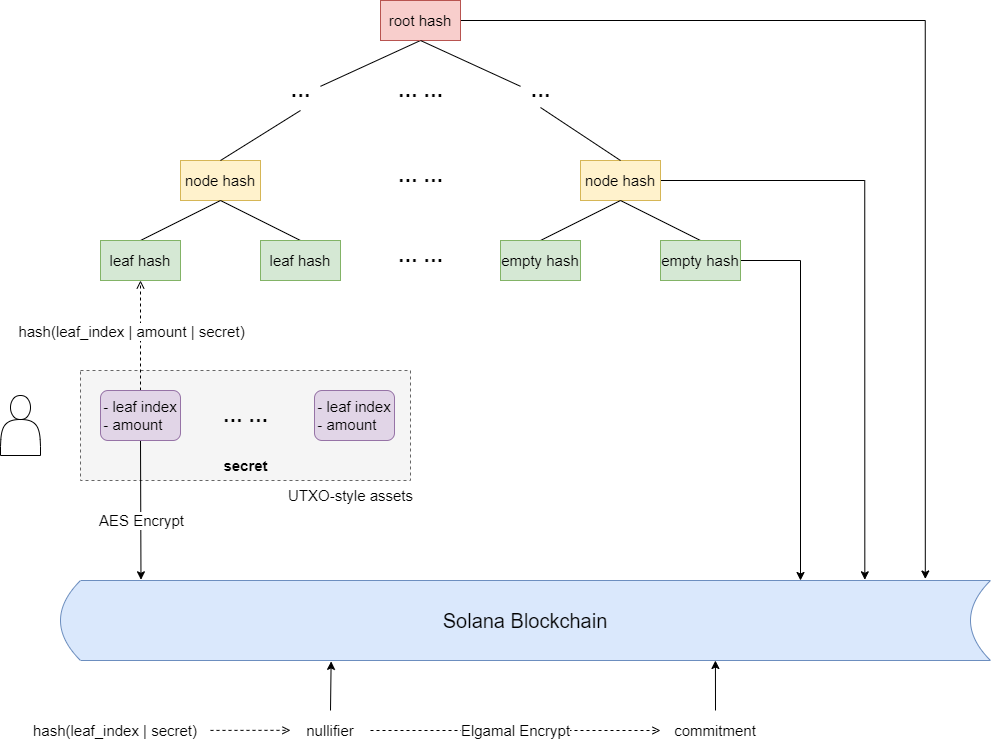 root hash
... ... ... ...
node hash ... ... node hash
leaf hash leaf hash ... ... empty hash empty hash
hash(leaf_index | amount | secret)
- leaf index
- amount
... ...
- leaf index
- amount
secret
UTXO-style assets
AES Encrypt
Solana Blockchain
hash(leaf_index | secret) nullifier Elgamal Encrypt commitment